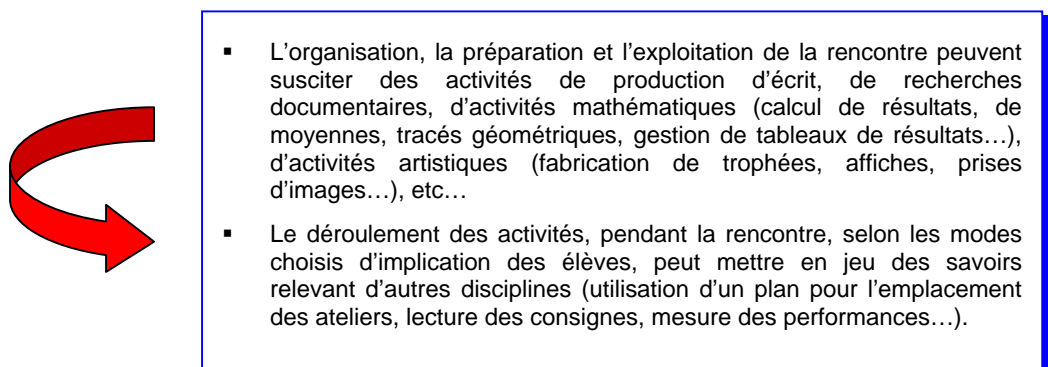 ▪ L’organisation, la préparation et l’exploitation de la rencontre peuvent
susciter des activités de production d’écrit, de recherches
documentaires, d’activités mathématiques (calcul de résultats, de
moyennes, tracés géométriques, gestion de tableaux de résultats…),
d’activités artistiques (fabrication de trophées, affiches, prises
d’images…), etc…
▪ Le déroulement des activités, pendant la rencontre, selon les modes
choisis d’implication des élèves, peut mettre en jeu des savoirs
relevant d’autres disciplines (utilisation d’un plan pour l’emplacement
des ateliers, lecture des consignes, mesure des performances…).